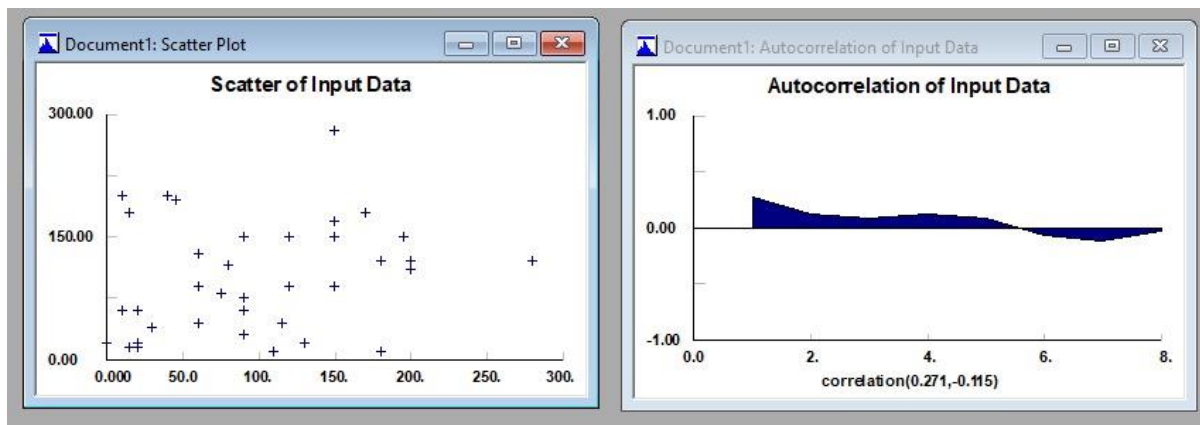 Document1: Scatter Plot
Scatter of Input Data
300.00
150.00
0.00
0.000 50.0 100. 150. 200. 250. 300.
Document1: Autocorrelation of Input Data
Autocorrelation of Input Data
1.00
0.00
-1.00
0.0 2. 4. 6. 8.
correlation(0.271,-0.115)